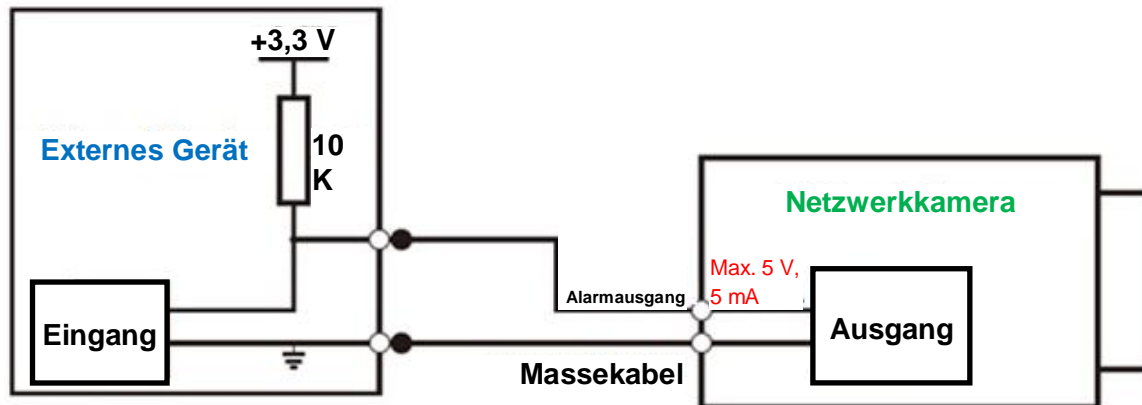 +3,3 V
Externes Gerät
10
K
Netzwerkkamera
Max. 5 V,
5 mA
Alarmausgang
Eingang
Ausgang
Massekabel